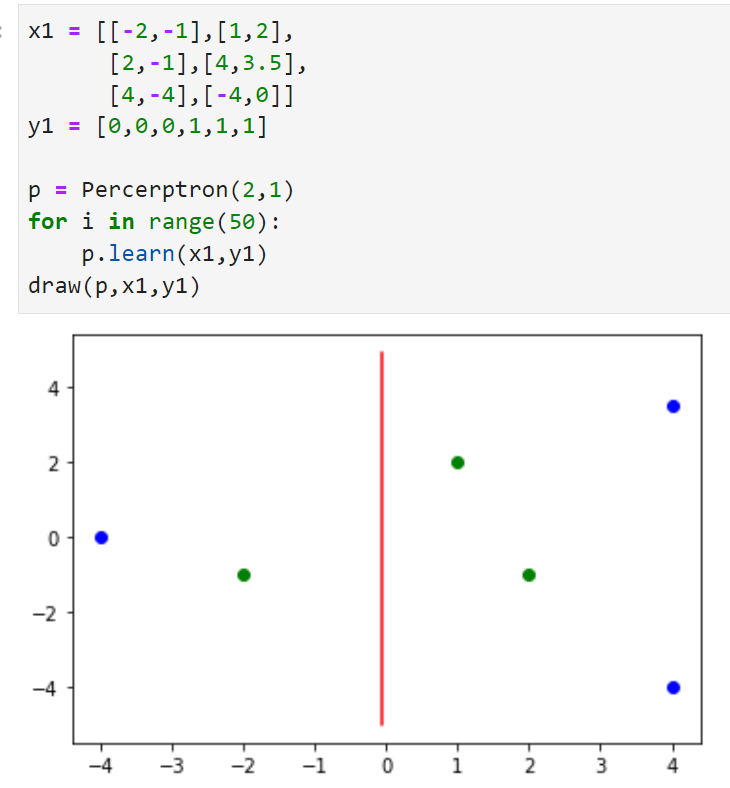 x1 = [[-2,-1],[1,2],
[2,-1],[4,3.5],
[4,-4],[-4,0]]
y1 = [0,0,0,1,1,1]
p = Percerptron(2,1)
for i in range(50):
p.learn(x1,y1)
draw(p,x1,y1)
4
2
0
−2
−4
−4 −3 −2 −1 0 1 2 3 4